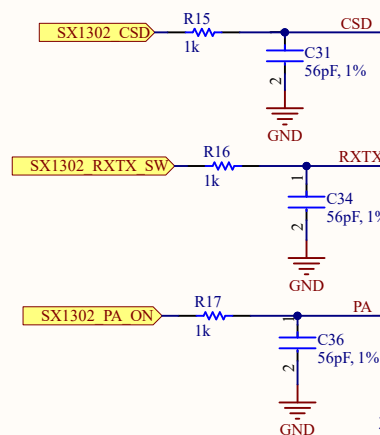 R15
CSD
SX1302_CSD
1k
C31
56pF, 1%
2
GND
R16
RXTX
SX1302_RXTX_SW
1
1k
C34
56pF, 1%
2
GND
R17
PA
SX1302_PA_ON
1
1k
C36
56pF, 1%
2
GND